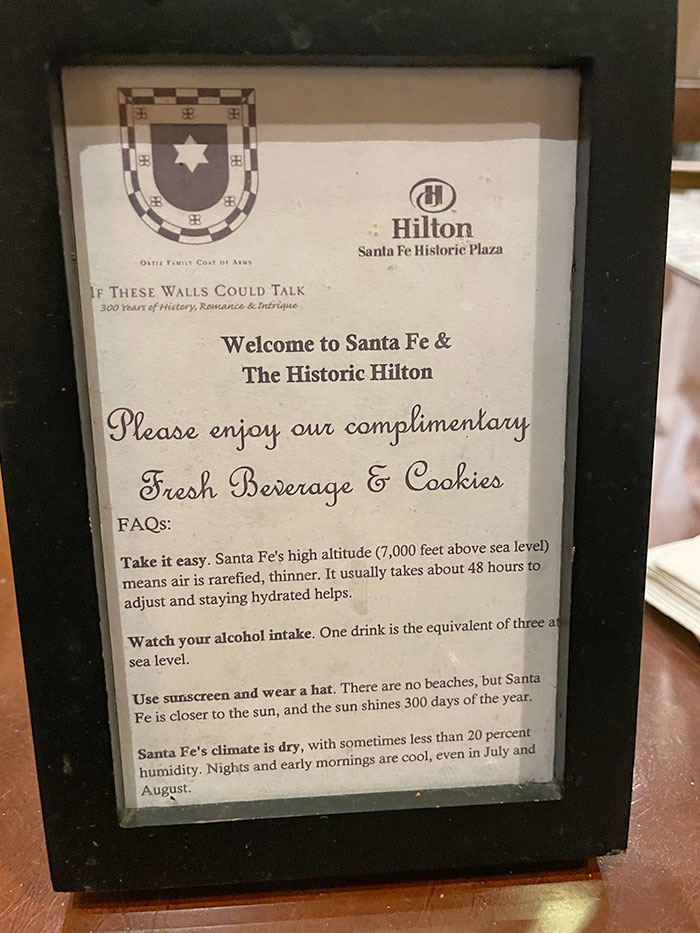 Ortiz Family Coat of Arms
If These Walls Could Talk
300 Years of History, Romance & Intrigue
H
Hilton
Santa Fe Historic Plaza
Welcome to Santa Fe &
The Historic Hilton
Please enjoy our complimentary
Fresh Beverage & Cookies
FAQs:
Take it easy. Santa Fe's high altitude (7,000 feet above sea level)
means air is rarefied, thinner. It usually takes about 48 hours to
adjust and staying hydrated helps.
Watch your alcohol intake. One drink is the equivalent of three at
sea level.
Use sunscreen and wear a hat. There are no beaches, but Santa
Fe is closer to the sun, and the sun shines 300 days of the year.
Santa Fe's climate is dry, with sometimes less than 20 percent
humidity. Nights and early mornings are cool, even in July and
August.